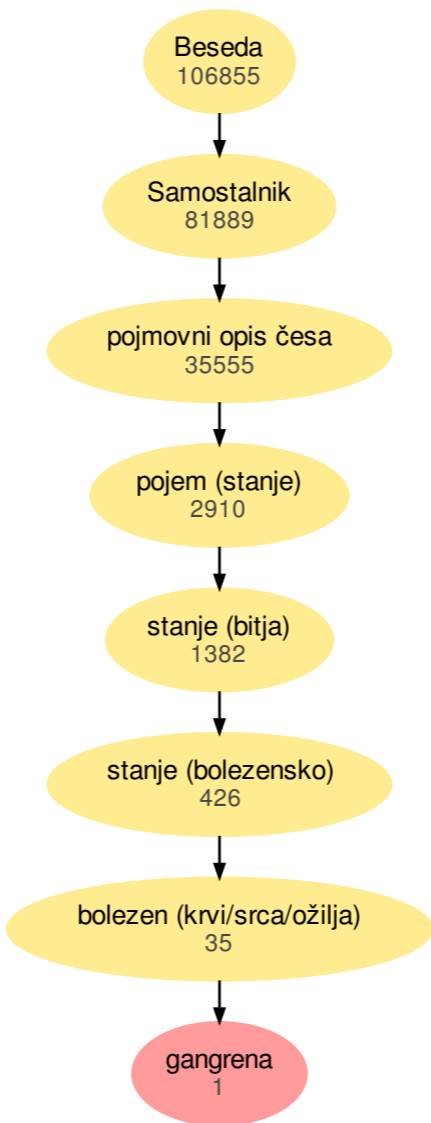 Beseda
106855
Samostalnik
81889
pojmovni opis česa
35555
pojem (stanje)
2910
stanje (bitja)
1382
stanje (bolezensko)
426
bolezen (krvi/srca/ožilja)
35
gangrena
1